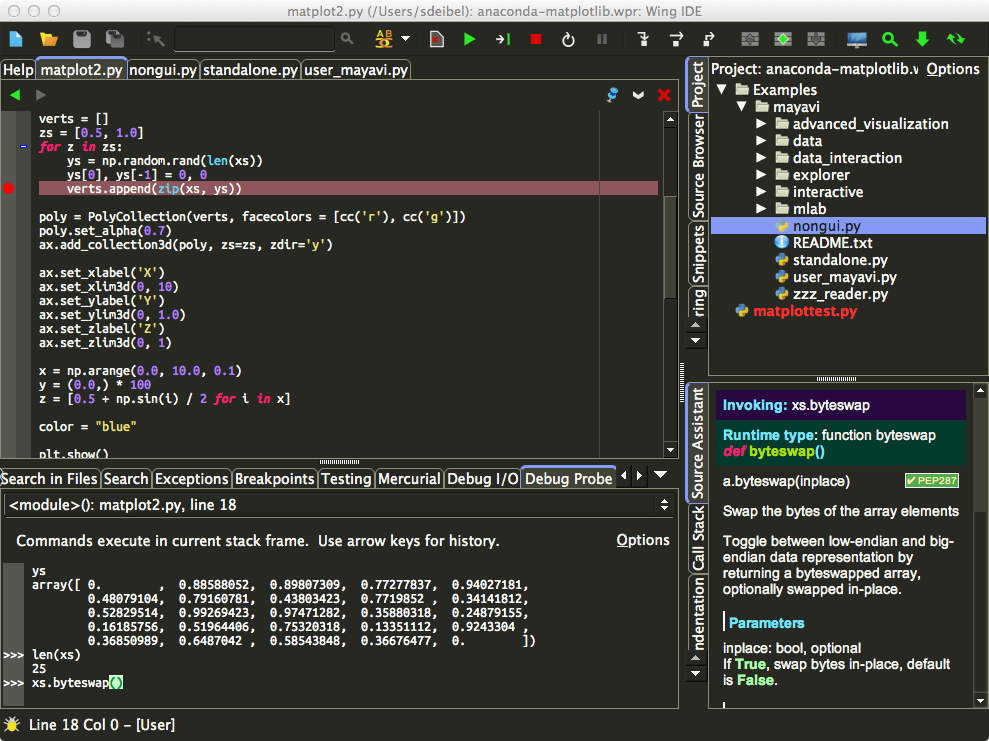 matplot2.py (/Users/sdeibel): anaconda-matplotlib.wpr: Wing IDE
Help matplot2.py nongui.py standalone.py user_mayavi.py
verts = []
zs = [0.5, 1.0]
for z in zs:
ys = np.random.rand(len(xs))
ys[0], ys[-1] = 0, 0
verts.append(zip(xs, ys))
poly = PolyCollection(verts, facecolors = [cc('r'), cc('g')])
poly.set_alpha(0.7)
ax.add_collection3d(poly, zs=zs, zdir='y')
ax.set_xlabel('X')
ax.set_xlim3d(0, 10)
ax.set_ylabel('Y')
ax.set_ylim3d(0, 1.0)
ax.set_zlabel('Z')
ax.set_zlim3d(0, 1)
x = np.arange(0.0, 10.0, 0.1)
y = (0.0,) * 100
z = [0.5 + np.sin(i) / 2 for i in x]
color = "blue"
plt.show()
Project
Source Browser
Snippets
ring
Project: anaconda-matplotlib.v Options
Examples
mayavi
advanced_visualization
data
data_interaction
explorer
interactive
mlab
nongui.py
README.txt
standalone.py
user_mayavi.py
zzz_reader.py
matplottest.py
Search in Files Search Exceptions Breakpoints Testing Mercurial Debug I/O Debug Probe
<module>(): matplot2.py, line 18
Commands execute in current stack frame. Use arrow keys for history. Options
ys
array([ 0. , 0.88588052, 0.89807309, 0.77277837, 0.94027181,
0.48079104, 0.79160781, 0.43803423, 0.7719852 , 0.34141812,
0.52829514, 0.99269423, 0.97471282, 0.35880318, 0.24879155,
0.16185756, 0.51964406, 0.75320318, 0.13351112, 0.9243304 ,
0.36850989, 0.6487042 , 0.58543848, 0.36676477, 0. ])
>>> len(xs)
25
>>> xs.byteswap()
Source Assistant
Call Stack
ndentation
Invoking: xs.byteswap
Runtime type: function byteswap
def byteswap()
a.byteswap(inplace) ✔PEP287
Swap the bytes of the array elements
Toggle between low-endian and big-
endian data representation by
returning a byteswapped array,
optionally swapped in-place.
Parameters
inplace: bool, optional
If True, swap bytes in-place, default
is False.
Line 18 Col 0 – [User]